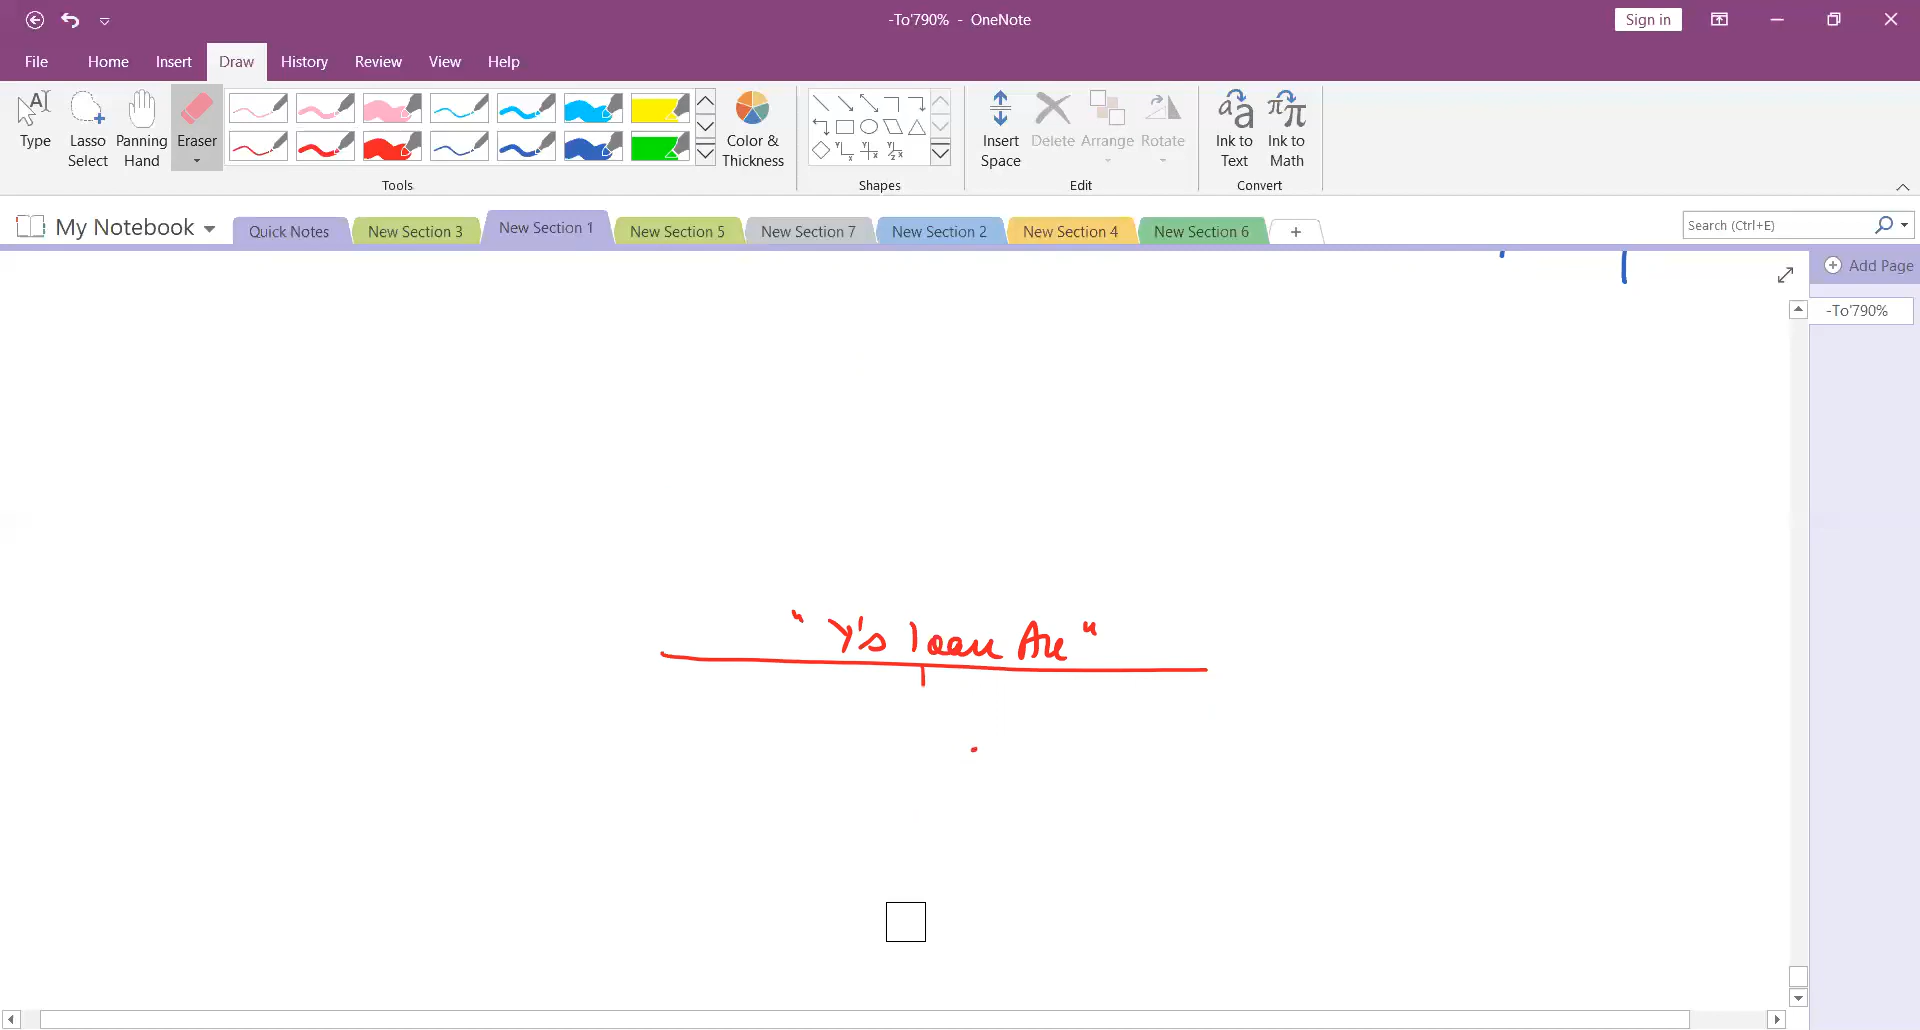 -To'790% - OneNote
Sign in
File Home Insert Draw History Review View Help
Type
Lasso Select
Panning Hand
Eraser
Color & Thickness
Insert Space
Delete
Arrange
Rotate
Ink to Text
Ink to Math
Tools Shapes Edit Convert
My Notebook Quick Notes New Section 3 New Section 1 New Section 5 New Section 7 New Section 2 New Section 4 New Section 6
Search (Ctrl+E)
Add Page
-To'790%
" Y's loan A/c "